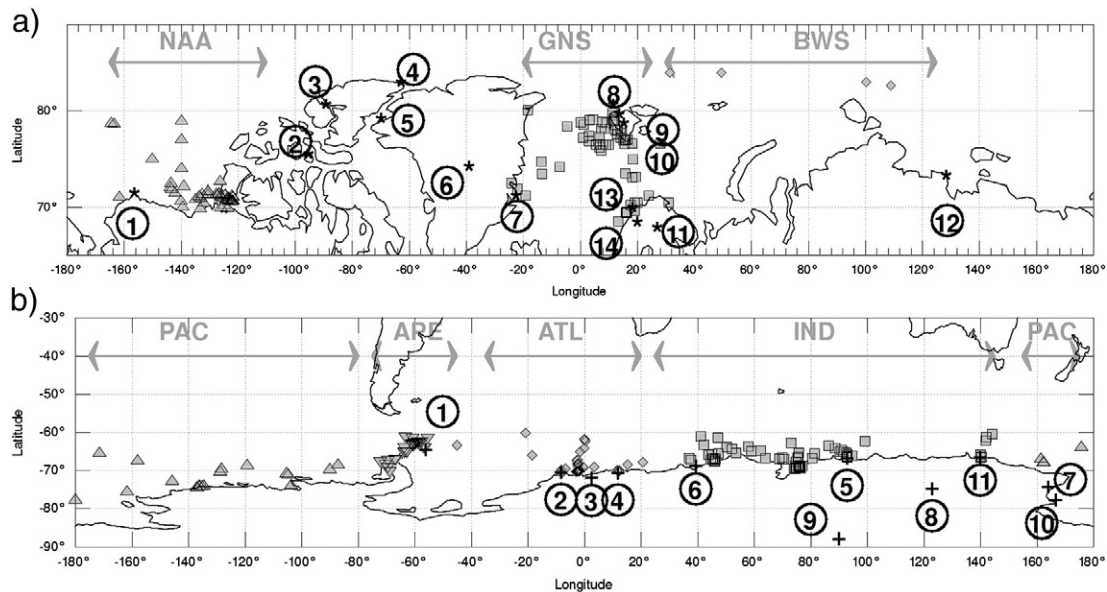 a)
NAA GNS BWS
80°
70°
Latitude
1 2 3 4 5 6 7 8 9 10 13 14 11 12
-180 -160° -140° -120° -100° -80° -60° -40° -20° 0° 20° 40° 60° 80° 100° 120° 140° 160° 180°
Longitude
b)
-30°
PAC ARE ATL IND PAC
-40°
-50°
-60°
-70°
-80°
-90°
Latitude
1 2 3 4 6 5 9 8 11 7 10
-180 -160° -140° -120° -100° -80° -60° -40° -20° 0° 20° 40° 60° 80° 100° 120° 140° 160° 180°
Longitude